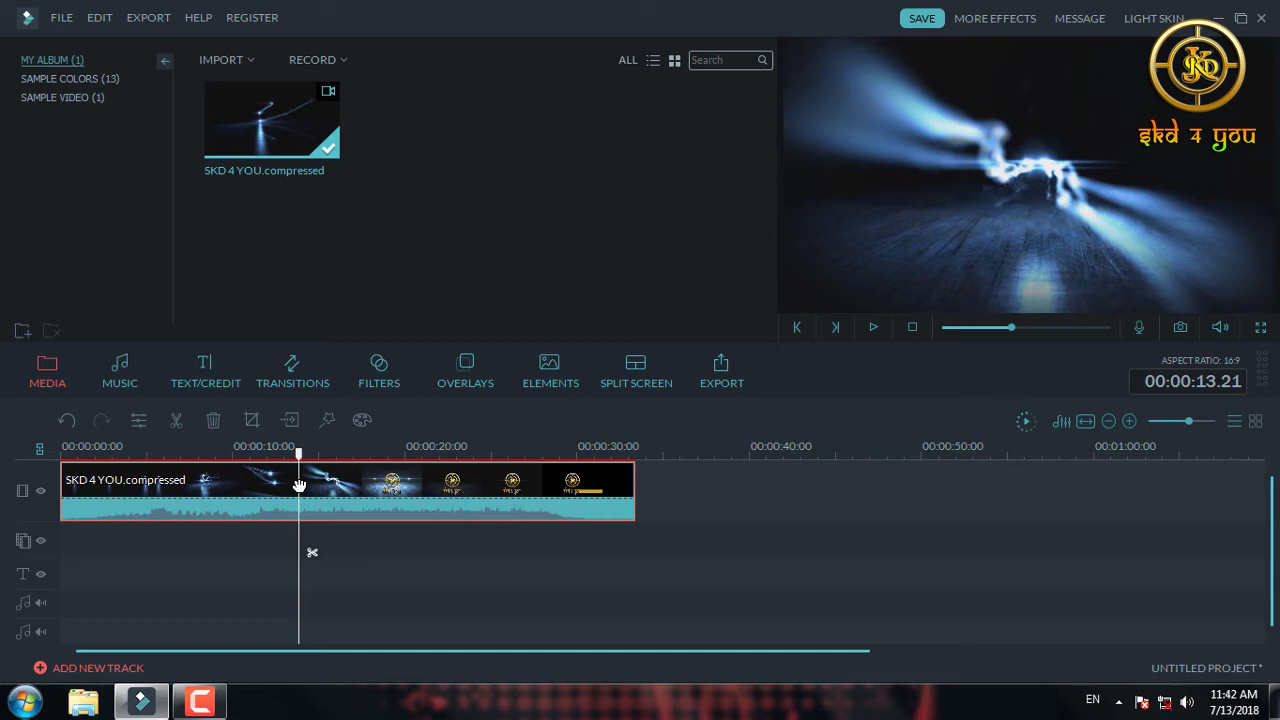 FILE EDIT EXPORT HELP REGISTER SAVE MORE EFFECTS MESSAGE LIGHT SKIN
MY ALBUM (1) IMPORT RECORD ALL Search
SAMPLE COLORS (13)
SAMPLE VIDEO (1)
SKD
SKD 4 YOU
SKD 4 YOU.compressed
MEDIA MUSIC TEXT/CREDIT TRANSITIONS FILTERS OVERLAYS ELEMENTS SPLIT SCREEN EXPORT
ASPECT RATIO: 16:9
00:00:13.21
00:00:00:00 00:00:10:00 00:00:20:00 00:00:30:00 00:00:40:00 00:00:50:00 00:01:00:00
SKD 4 YOU.compressed
ADD NEW TRACK UNTITLED PROJECT *
EN 11:42 AM
7/13/2018